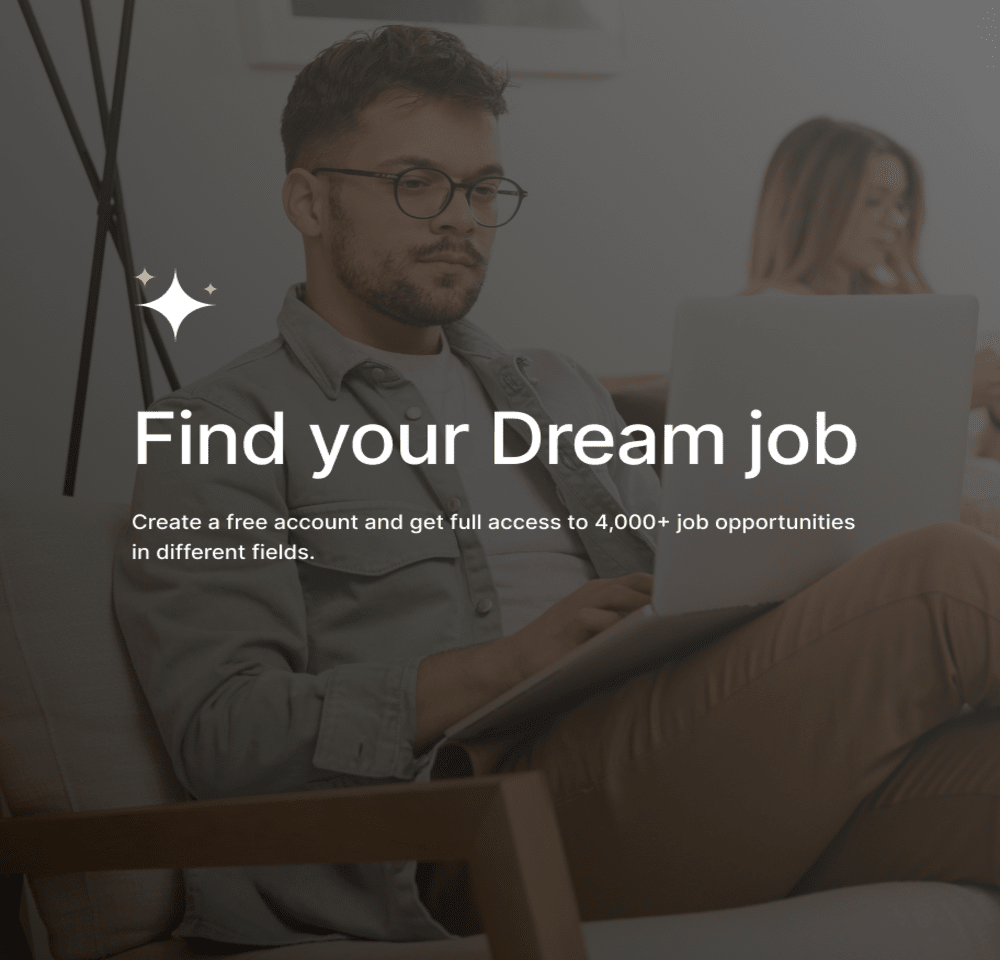 Find your Dream job
Create a free account and get full access to 4,000+ job opportunities
in different fields.